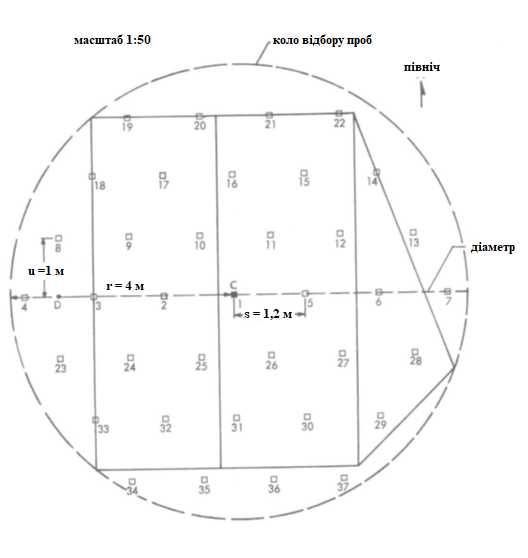 масштаб 1:50
коло відбору проб
північ
19 20 21 22
18 17 16 15 14
8 9 10 11 12 13
діаметр
u =1 м
r = 4 м
C
4 D 3 2 1 5 6 7
s = 1,2 м
23 24 25 26 27 28
33 32 31 30 29
34 35 36 37